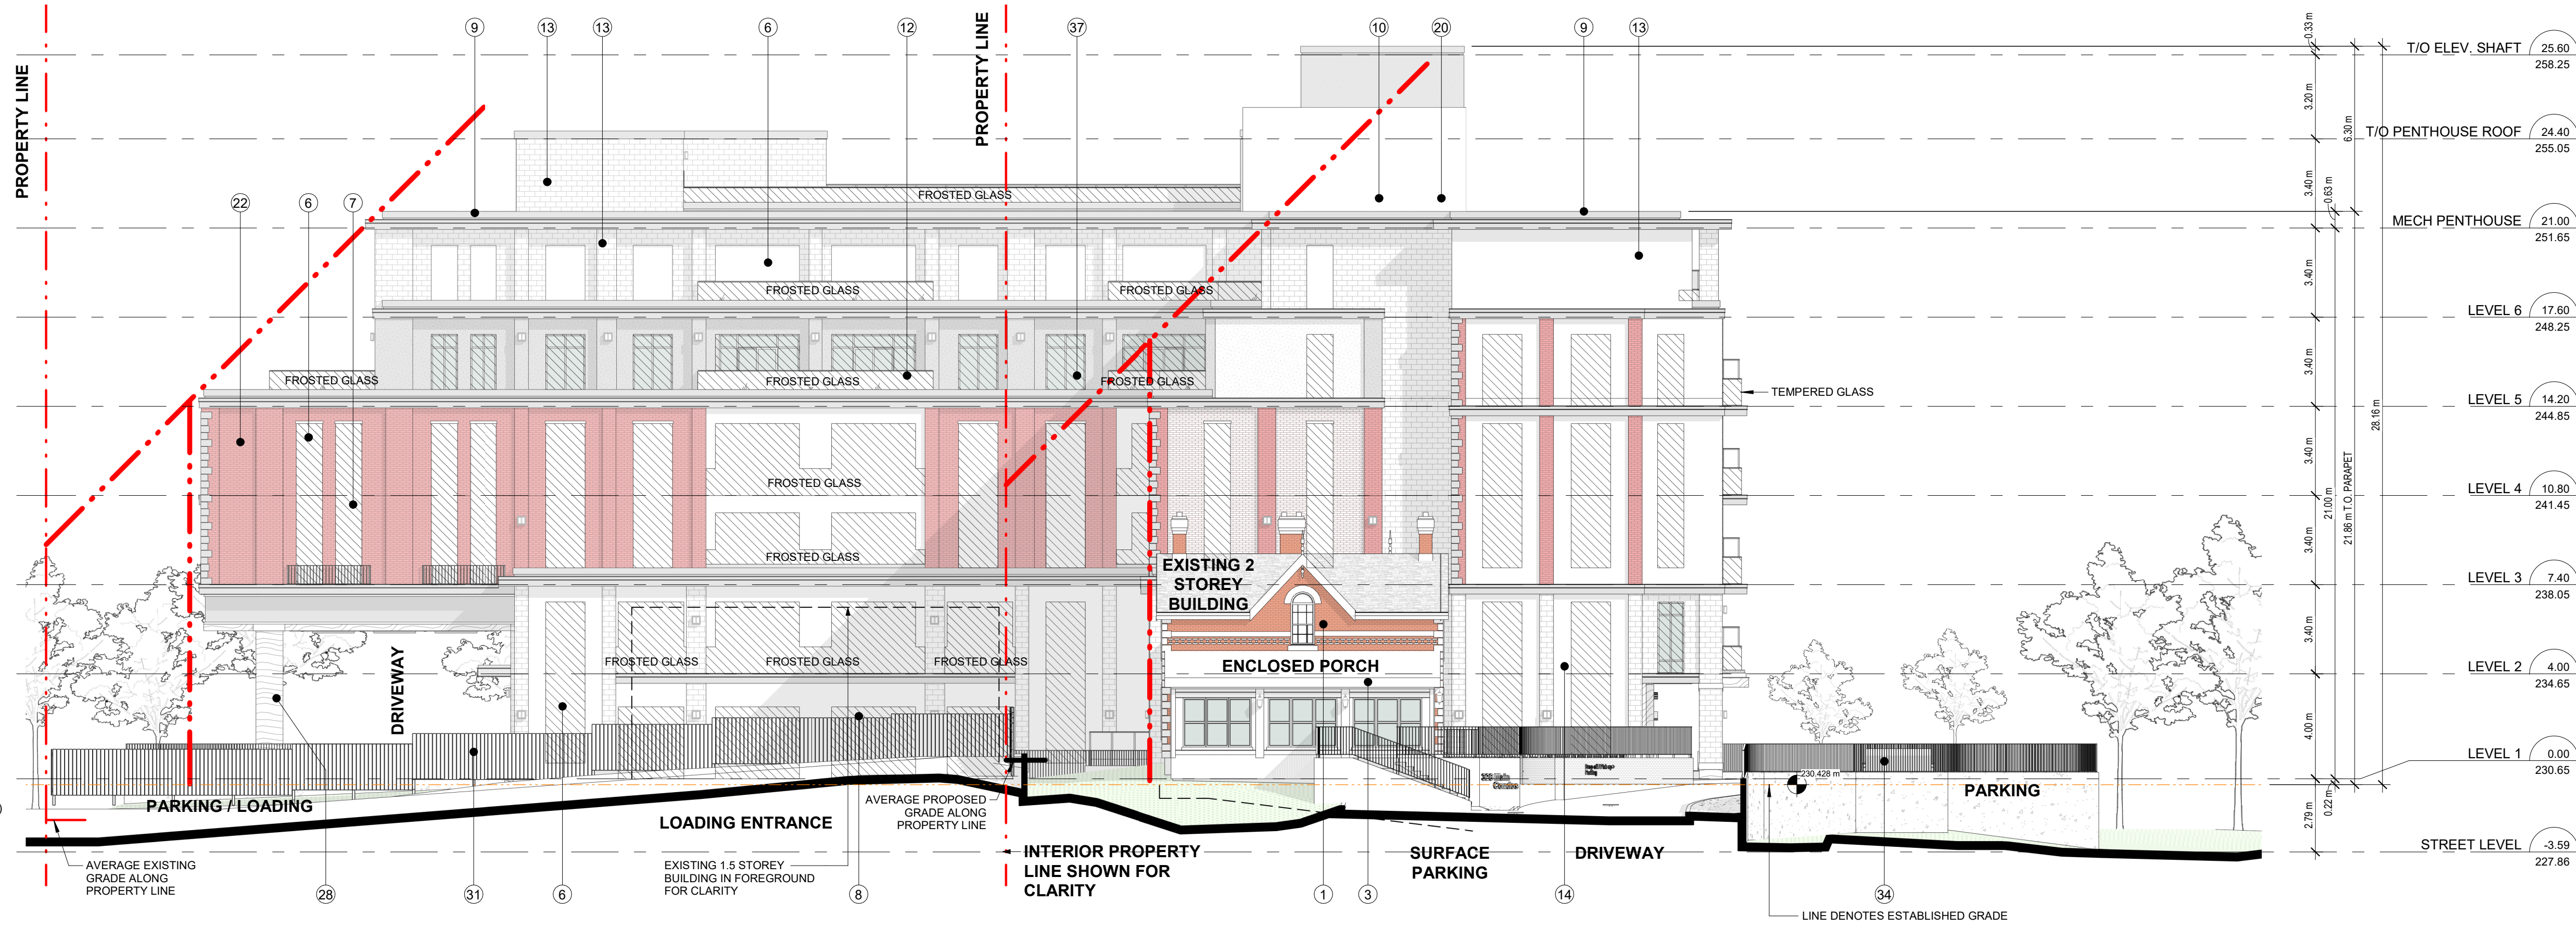 PROPERTY LINE
9
13
13
6
12
PROPERTY LINE
37
10
20
9
13
0.33 m
T/O ELEV. SHAFT 25.60
258.25
3.20 m
6.30 m
T/O PENTHOUSE ROOF 24.40
255.05
22
6
7
FROSTED GLASS
3.40 m
0.63 m
MECH PENTHOUSE 21.00
251.65
FROSTED GLASS
FROSTED GLASS
3.40 m
LEVEL 6 17.60
248.25
FROSTED GLASS
FROSTED GLASS
FROSTED GLASS
3.40 m
TEMPERED GLASS
LEVEL 5 14.20
244.85
28.16 m
FROSTED GLASS
3.40 m
21.00 m
21.86 m T.O. PARAPET
LEVEL 4 10.80
241.45
FROSTED GLASS
3.40 m
EXISTING 2
STOREY
BUILDING
LEVEL 3 7.40
238.05
DRIVEWAY
FROSTED GLASS
FROSTED GLASS
FROSTED GLASS
ENCLOSED PORCH
3.40 m
LEVEL 2 4.00
234.65
4.00 m
LEVEL 1 0.00
230.65
230.428 m
PARKING
PARKING / LOADING
AVERAGE PROPOSED
GRADE ALONG
PROPERTY LINE
LOADING ENTRANCE
2.79 m
0.22 m
STREET LEVEL -3.59
227.86
AVERAGE EXISTING
GRADE ALONG
PROPERTY LINE
EXISTING 1.5 STOREY
BUILDING IN FOREGROUND
FOR CLARITY
INTERIOR PROPERTY
LINE SHOWN FOR
CLARITY
SURFACE
PARKING
DRIVEWAY
28
31
6
8
1
3
14
34
LINE DENOTES ESTABLISHED GRADE